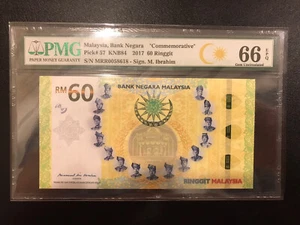 PMG
PAPER MONEY GUARANTY
Malaysia, Bank Negara "Commemorative"
Pick# 57 KNB84 2017 60 Ringgit
S/N MRR0058618 - Sign. M. Ibrahim
66 EPQ
Gem Uncirculated
BANK NEGARA MALAYSIA
RM 60
RINGGIT MALAYSIA